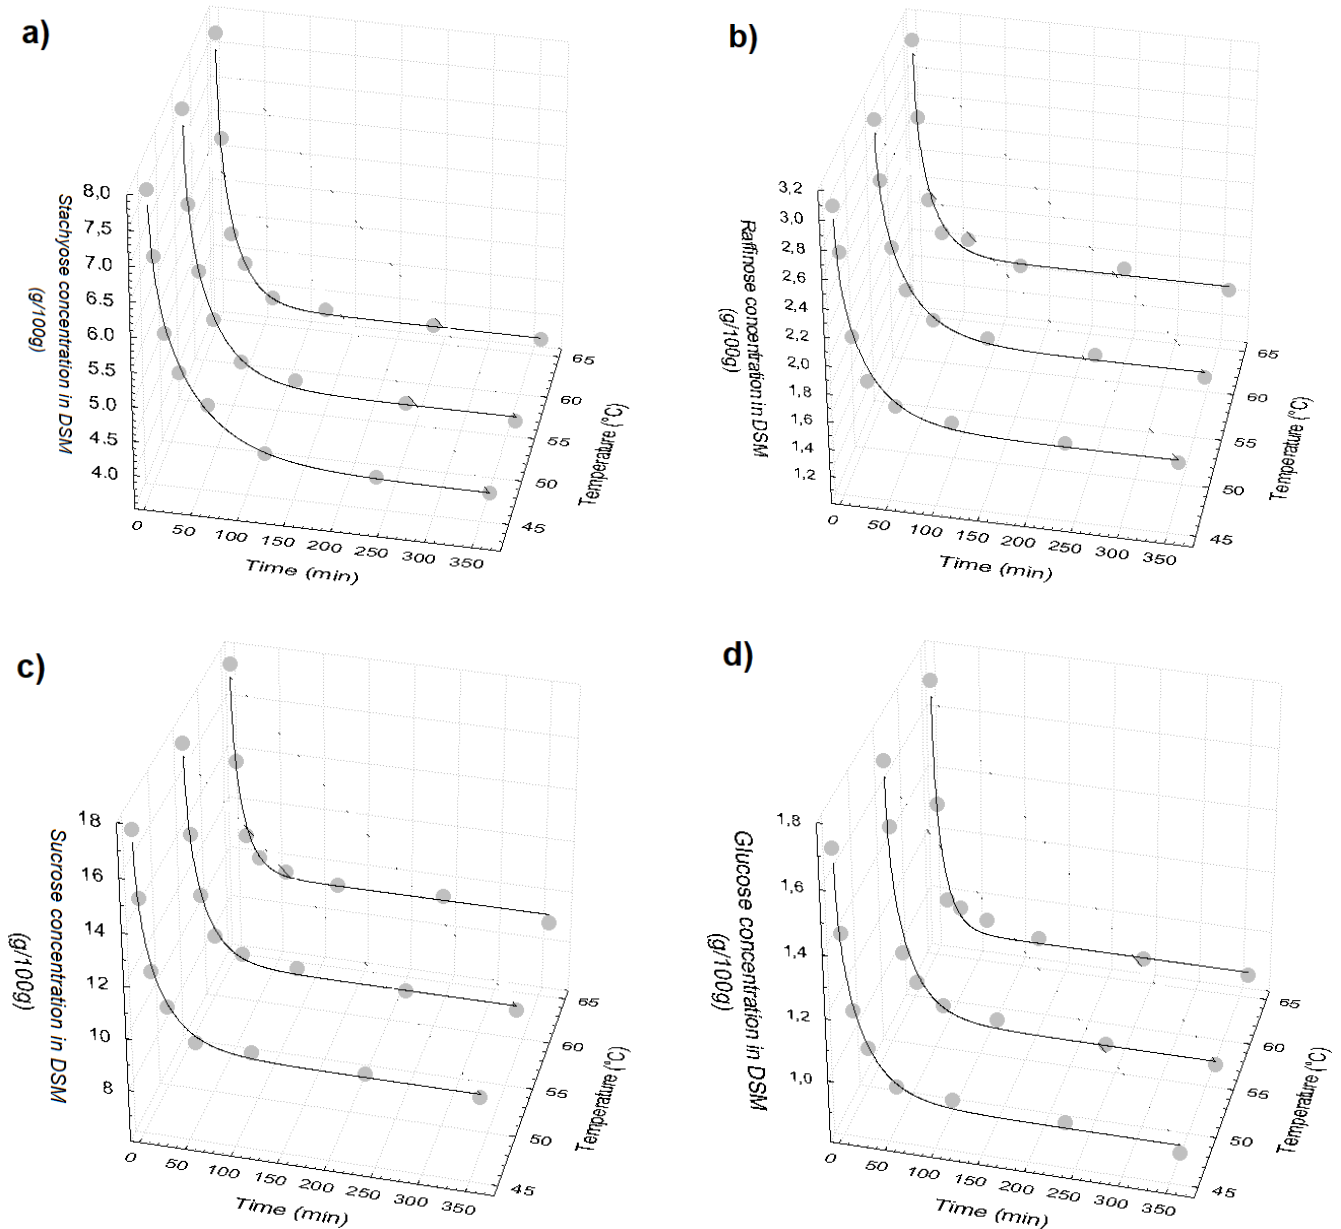 a)
8,0
7,5
7,0
6,5
6,0
5,5
5,0
4,5
4,0
Stachyose concentration in DSM
(g/100g)
0 50 100 150 200 250 300 350
Time (min)
45 50 55 60 65
Temperature (°C)
b)
3,2
3,0
2,8
2,6
2,4
2,2
2,0
1,8
1,6
1,4
1,2
Raffinose concentration in DSM
(g/100g)
0 50 100 150 200 250 300 350
Time (min)
45 50 55 60 65
Temperature (°C)
c)
18
16
14
12
10
8
Sucrose concentration in DSM
(g/100g)
0 50 100 150 200 250 300 350
Time (min)
45 50 55 60 65
Temperature (°C)
d)
1,8
1,6
1,4
1,2
1,0
Glucose concentration in DSM
(g/100g)
0 50 100 150 200 250 300 350
Time (min)
45 50 55 60 65
Temperature (°C)